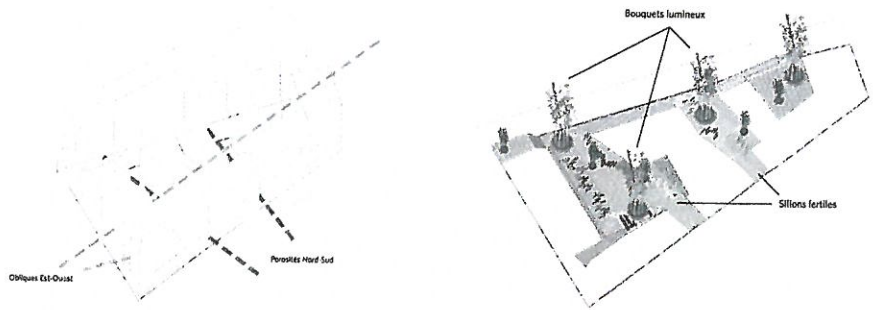 Bouquets lumineux
Sillons fertiles
Porosités Nord-Sud
Obliques Est-Ouest